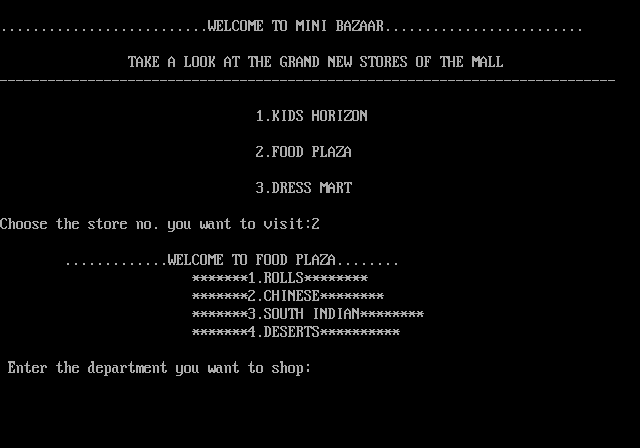 ..........................WELCOME TO MINI BAZAAR.........................
TAKE A LOOK AT THE GRAND NEW STORES OF THE MALL
-----------------------------------------------------------------------------
1.KIDS HORIZON
2.FOOD PLAZA
3.DRESS MART
Choose the store no. you want to visit:2
.............WELCOME TO FOOD PLAZA........
*******1.ROLLS********
*******2.CHINESE********
*******3.SOUTH INDIAN********
*******4.DESERTS**********
Enter the department you want to shop: